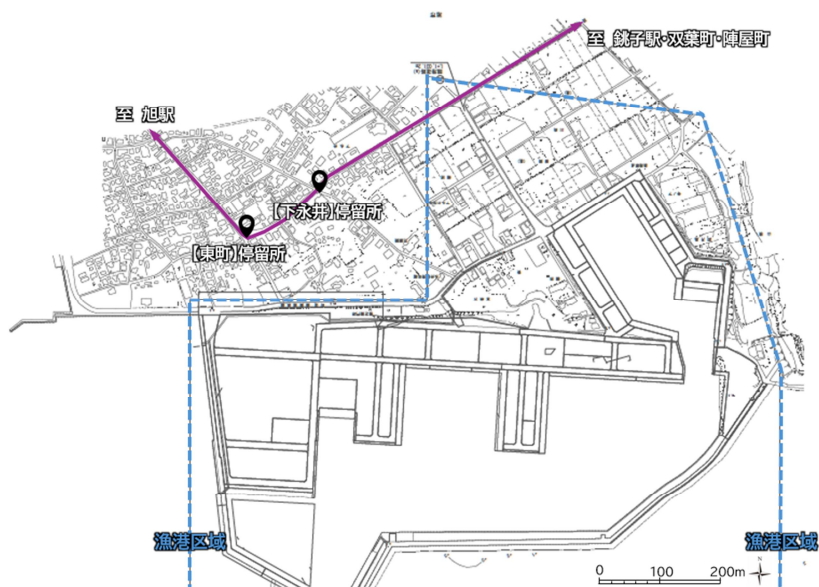 至 銚子駅・双葉町・陣屋町
至 旭駅
【下永井】停留所
【東町】停留所
漁港区域
漁港区域
0 100 200m
N